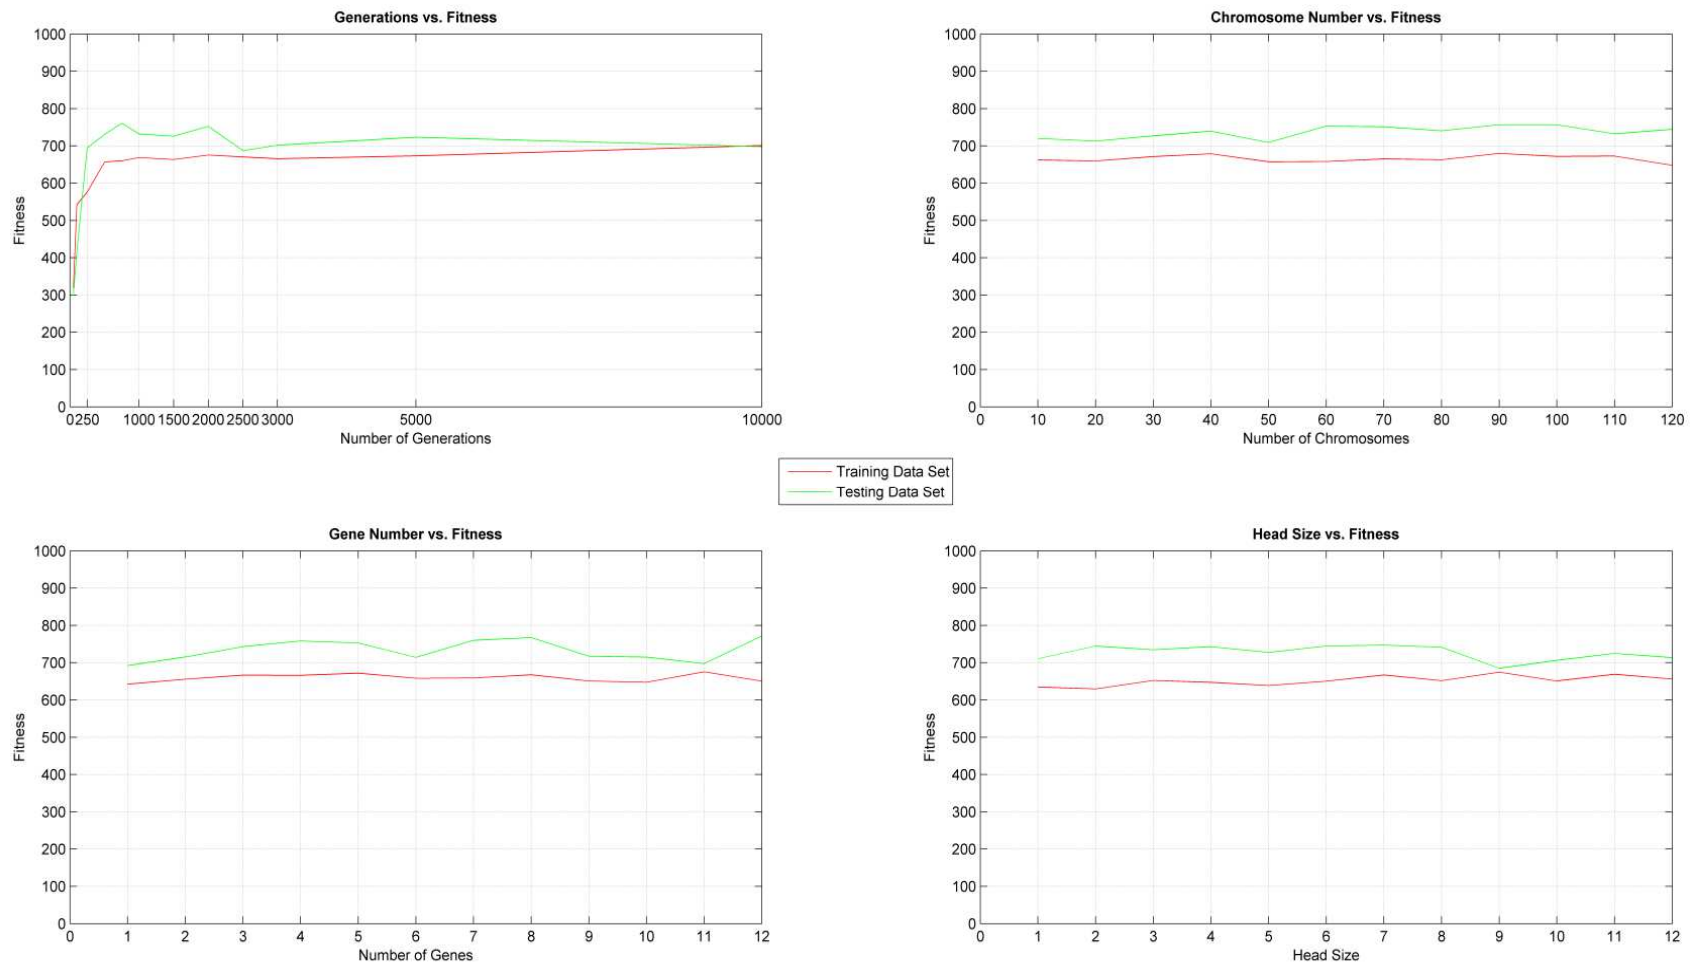 Generations vs. Fitness
1000
900
800
700
600
500
400
300
200
100
0
Fitness
0 250 1000 1500 2000 2500 3000 5000 10000
Number of Generations
Chromosome Number vs. Fitness
1000
900
800
700
600
500
400
300
200
100
0
Fitness
0 10 20 30 40 50 60 70 80 90 100 110 120
Number of Chromosomes
Training Data Set
Testing Data Set
Gene Number vs. Fitness
1000
900
800
700
600
500
400
300
200
100
0
Fitness
0 1 2 3 4 5 6 7 8 9 10 11 12
Number of Genes
Head Size vs. Fitness
1000
900
800
700
600
500
400
300
200
100
0
Fitness
0 1 2 3 4 5 6 7 8 9 10 11 12
Head Size